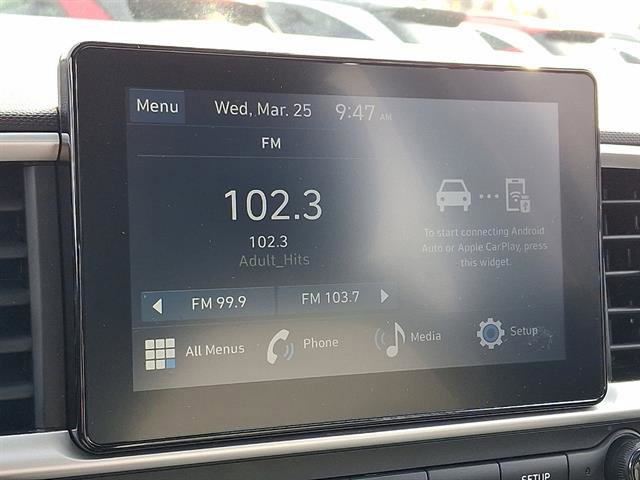 Menu Wed, Mar. 25 9:47 AM
FM
102.3
102.3
Adult_Hits
To start connecting Android
Auto or Apple CarPlay, press
this widget.
FM 99.9 FM 103.7
All Menus Phone Media Setup
SETUP